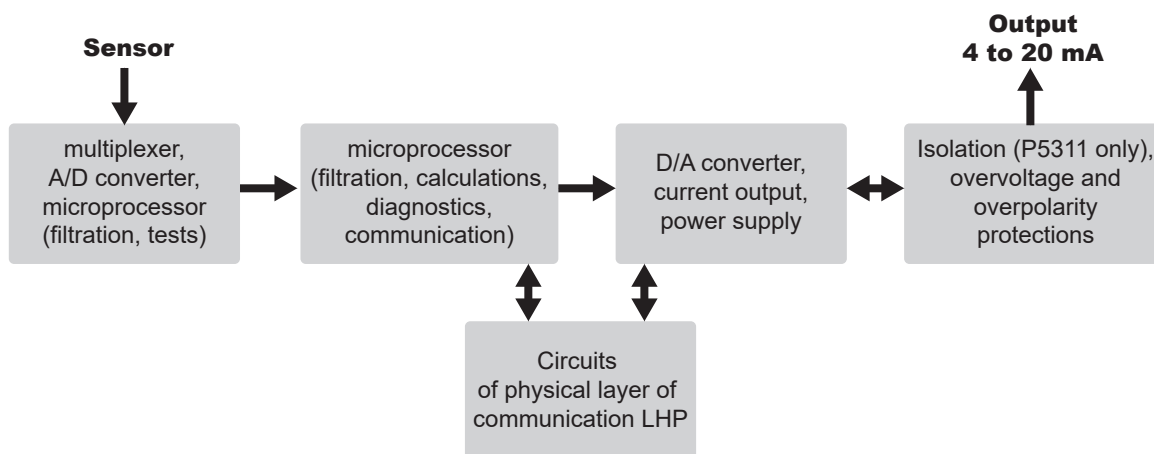 Sensor
Output
4 to 20 mA
multiplexer,
A/D converter,
microprocessor
(filtration, tests)
microprocessor
(filtration, calculations,
diagnostics,
communication)
D/A converter,
current output,
power supply
Isolation (P5311 only),
overvoltage and
overpolarity
protections
Circuits
of physical layer of
communication LHP